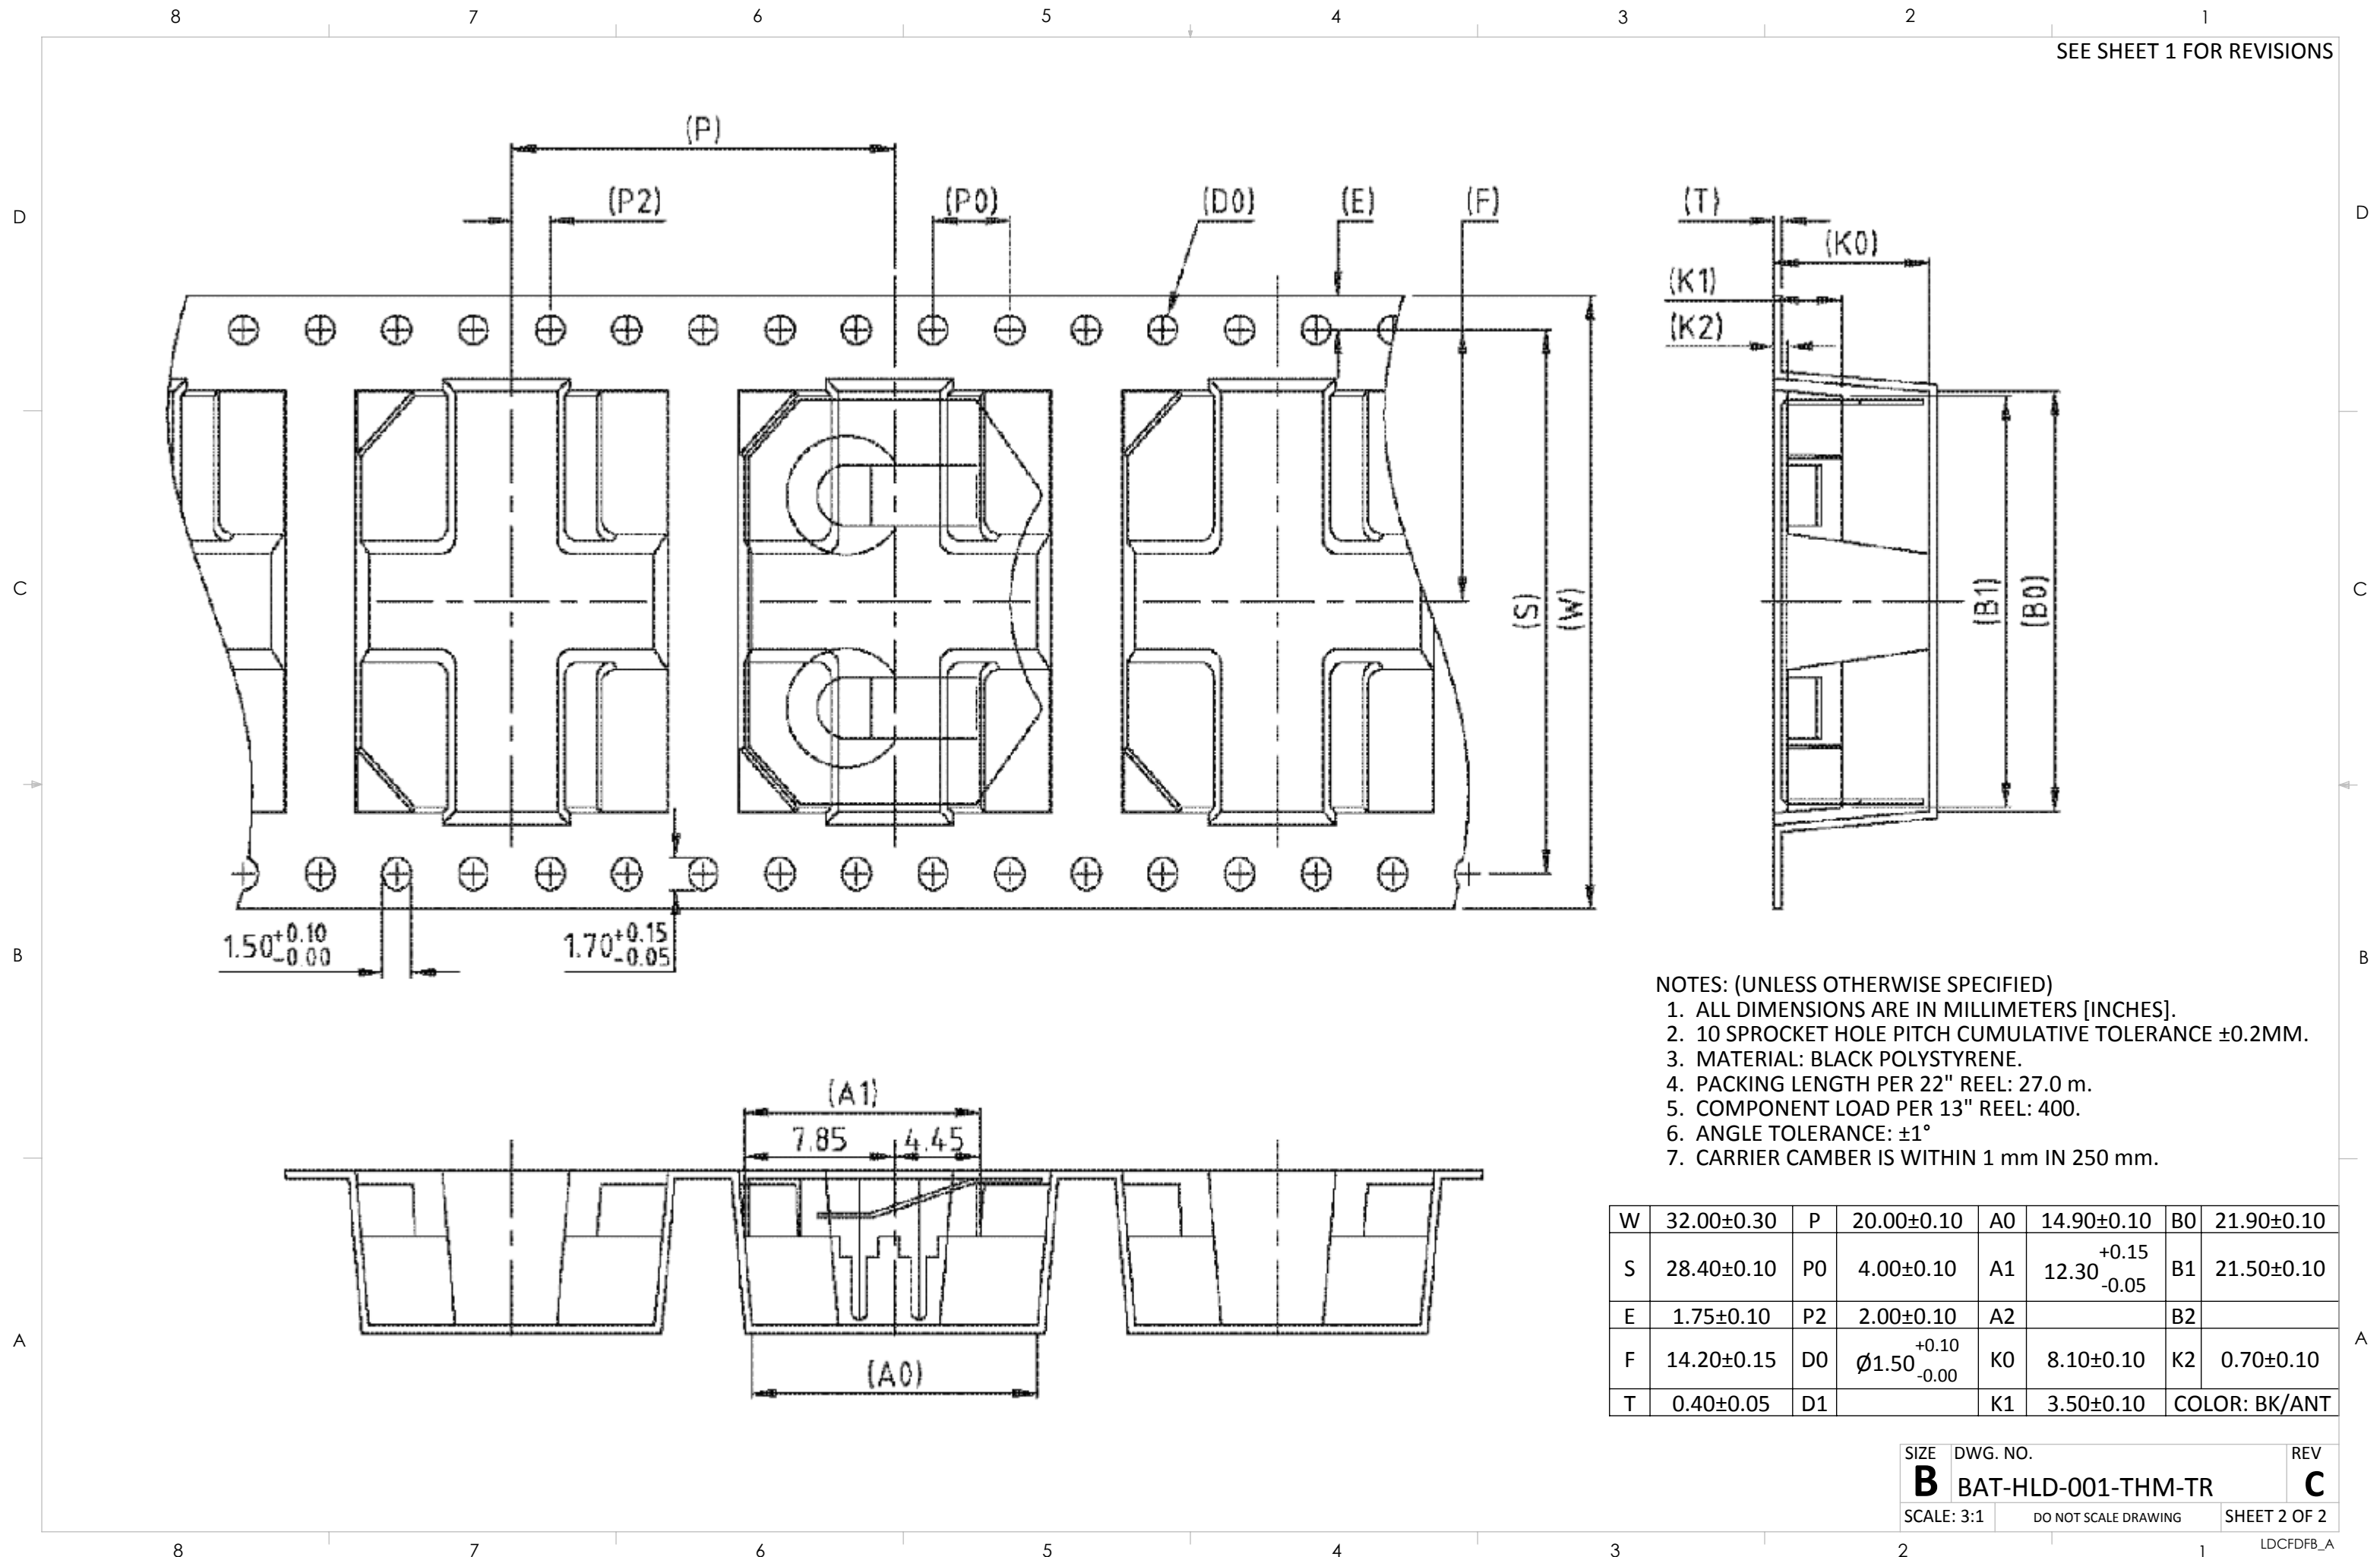 8 7 6 5 4 3 2 1
SEE SHEET 1 FOR REVISIONS
(P)
(P2) (P0) (D0) (E) (F) (T)
D D
(K0)
(K1)
(K2)
C C
(S) (W) (B1) (B0)
1.50 +0.10 -0.00
1.70 +0.15 -0.05
B B
NOTES: (UNLESS OTHERWISE SPECIFIED)
1. ALL DIMENSIONS ARE IN MILLIMETERS [INCHES].
2. 10 SPROCKET HOLE PITCH CUMULATIVE TOLERANCE ±0.2MM.
3. MATERIAL: BLACK POLYSTYRENE.
4. PACKING LENGTH PER 22" REEL: 27.0 m.
5. COMPONENT LOAD PER 13" REEL: 400.
6. ANGLE TOLERANCE: ±1°
7. CARRIER CAMBER IS WITHIN 1 mm IN 250 mm.
(A1)
7.85 4.45
(A0)
W 32.00±0.30 P 20.00±0.10 A0 14.90±0.10 B0 21.90±0.10
S 28.40±0.10 P0 4.00±0.10 A1 12.30 +0.15 -0.05 B1 21.50±0.10
E 1.75±0.10 P2 2.00±0.10 A2 B2
F 14.20±0.15 D0 Ø1.50 +0.10 -0.00 K0 8.10±0.10 K2 0.70±0.10
T 0.40±0.05 D1 K1 3.50±0.10 COLOR: BK/ANT
A A
SIZE DWG. NO. REV
B BAT-HLD-001-THM-TR C
SCALE: 3:1 DO NOT SCALE DRAWING SHEET 2 OF 2
8 7 6 5 4 3 2 1
LDCFDFB_A